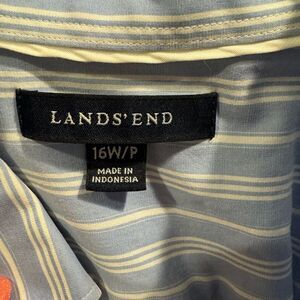 LANDS' END
16W/P
MADE IN
INDONESIA